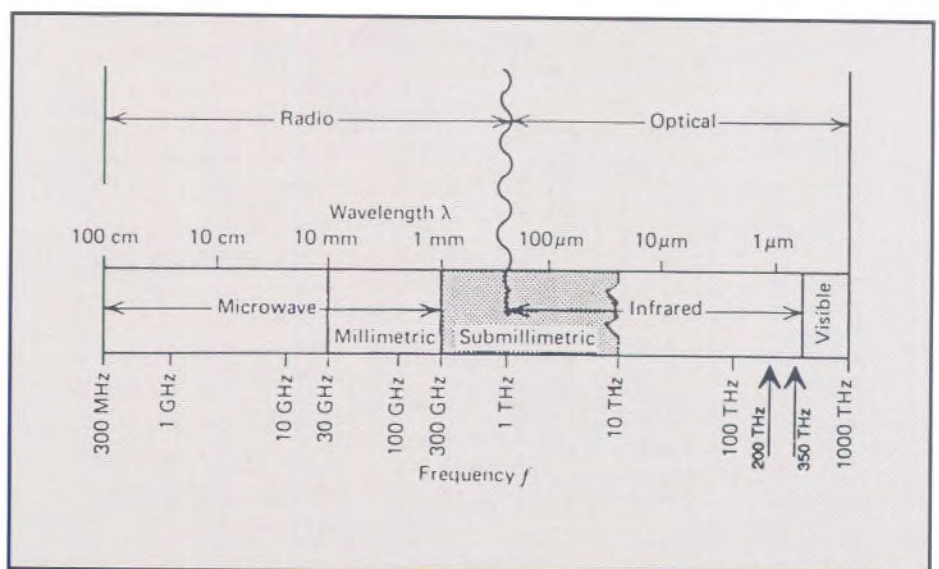 Radio Optical
Wavelength λ
100 cm 10 cm 10 mm 1 mm 100μm 10μm 1μm
Microwave Infrared
Millimetric Submillimetric
Visible
300 MHz 1 GHz 10 GHz 30 GHz 100 GHz 300 GHz 1 THz 10 THz 100 THz 200 THz 350 THz 1000 THz
Frequency f